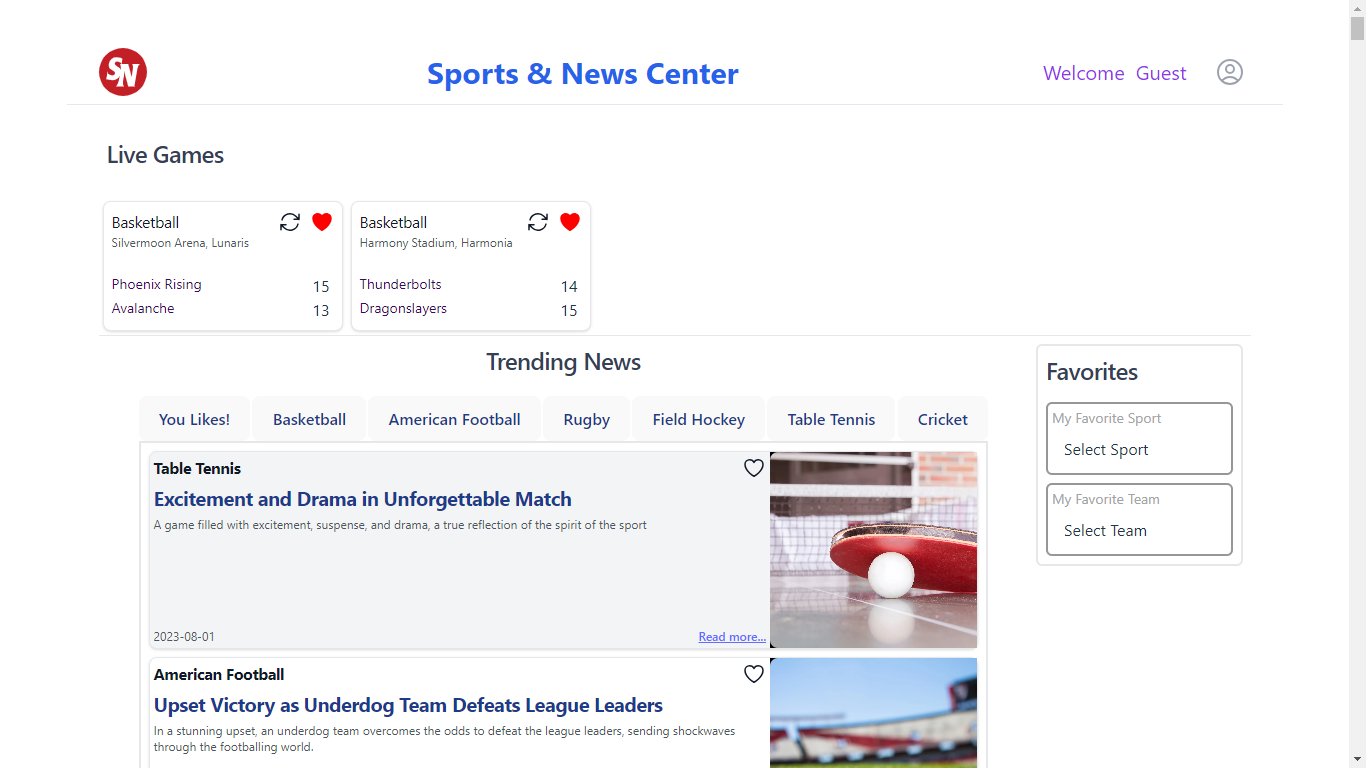 SN
Sports & News Center
Welcome Guest
Live Games
Basketball
Silvermoon Arena, Lunaris
Phoenix Rising 15
Avalanche 13
Basketball
Harmony Stadium, Harmonia
Thunderbolts 14
Dragonslayers 15
Trending News
You Likes!
Basketball
American Football
Rugby
Field Hockey
Table Tennis
Cricket
Table Tennis
Excitement and Drama in Unforgettable Match
A game filled with excitement, suspense, and drama, a true reflection of the spirit of the sport
2023-08-01
Read more...
American Football
Upset Victory as Underdog Team Defeats League Leaders
In a stunning upset, an underdog team overcomes the odds to defeat the league leaders, sending shockwaves
through the footballing world.
Favorites
My Favorite Sport
Select Sport
My Favorite Team
Select Team